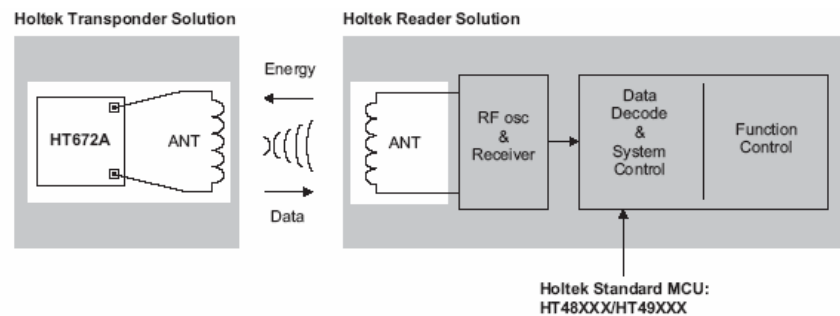 Holtek Transponder Solution
Holtek Reader Solution
HT672A
ANT
Energy
Data
ANT
RF osc
&
Receiver
Data
Decode
&
System
Control
Function
Control
Holtek Standard MCU:
HT48XXX/HT49XXX